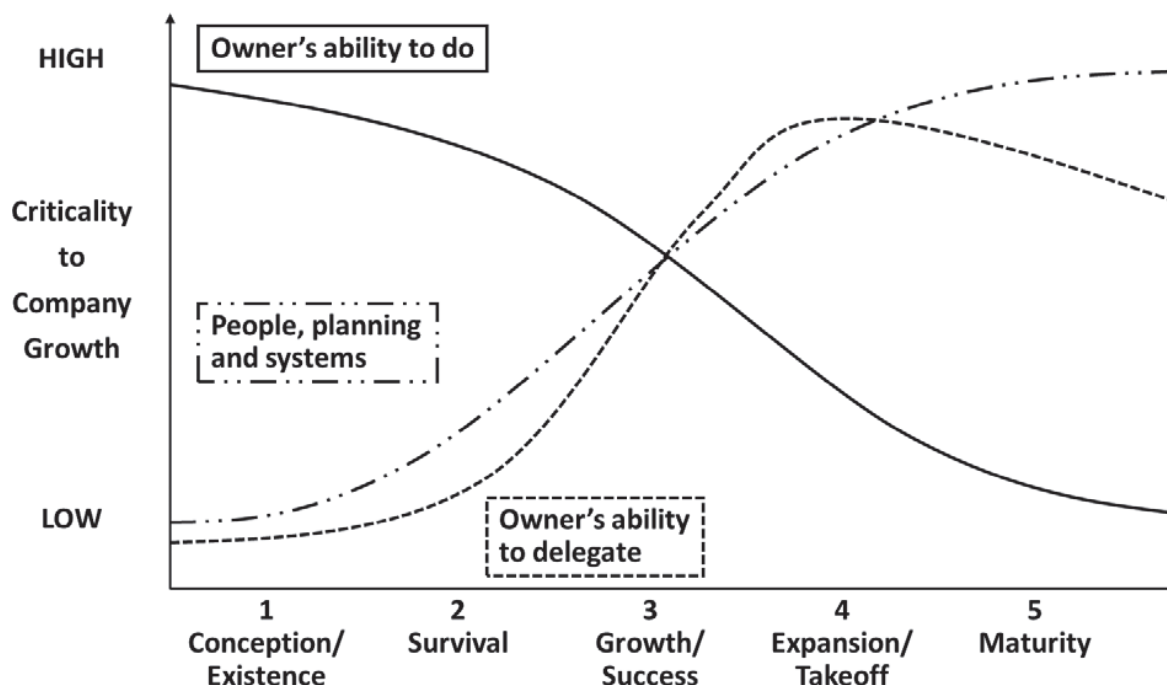 HIGH
Owner’s ability to do
Criticality
to
Company
Growth
People, planning
and systems
LOW
Owner’s ability
to delegate
1
Conception/
Existence
2
Survival
3
Growth/
Success
4
Expansion/
Takeoff
5
Maturity